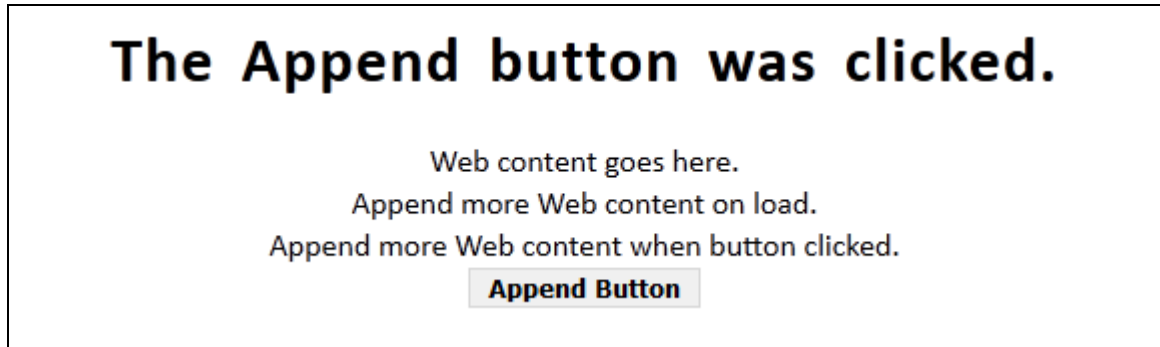 The Append button was clicked.
Web content goes here.
Append more Web content on load.
Append more Web content when button clicked.
Append Button